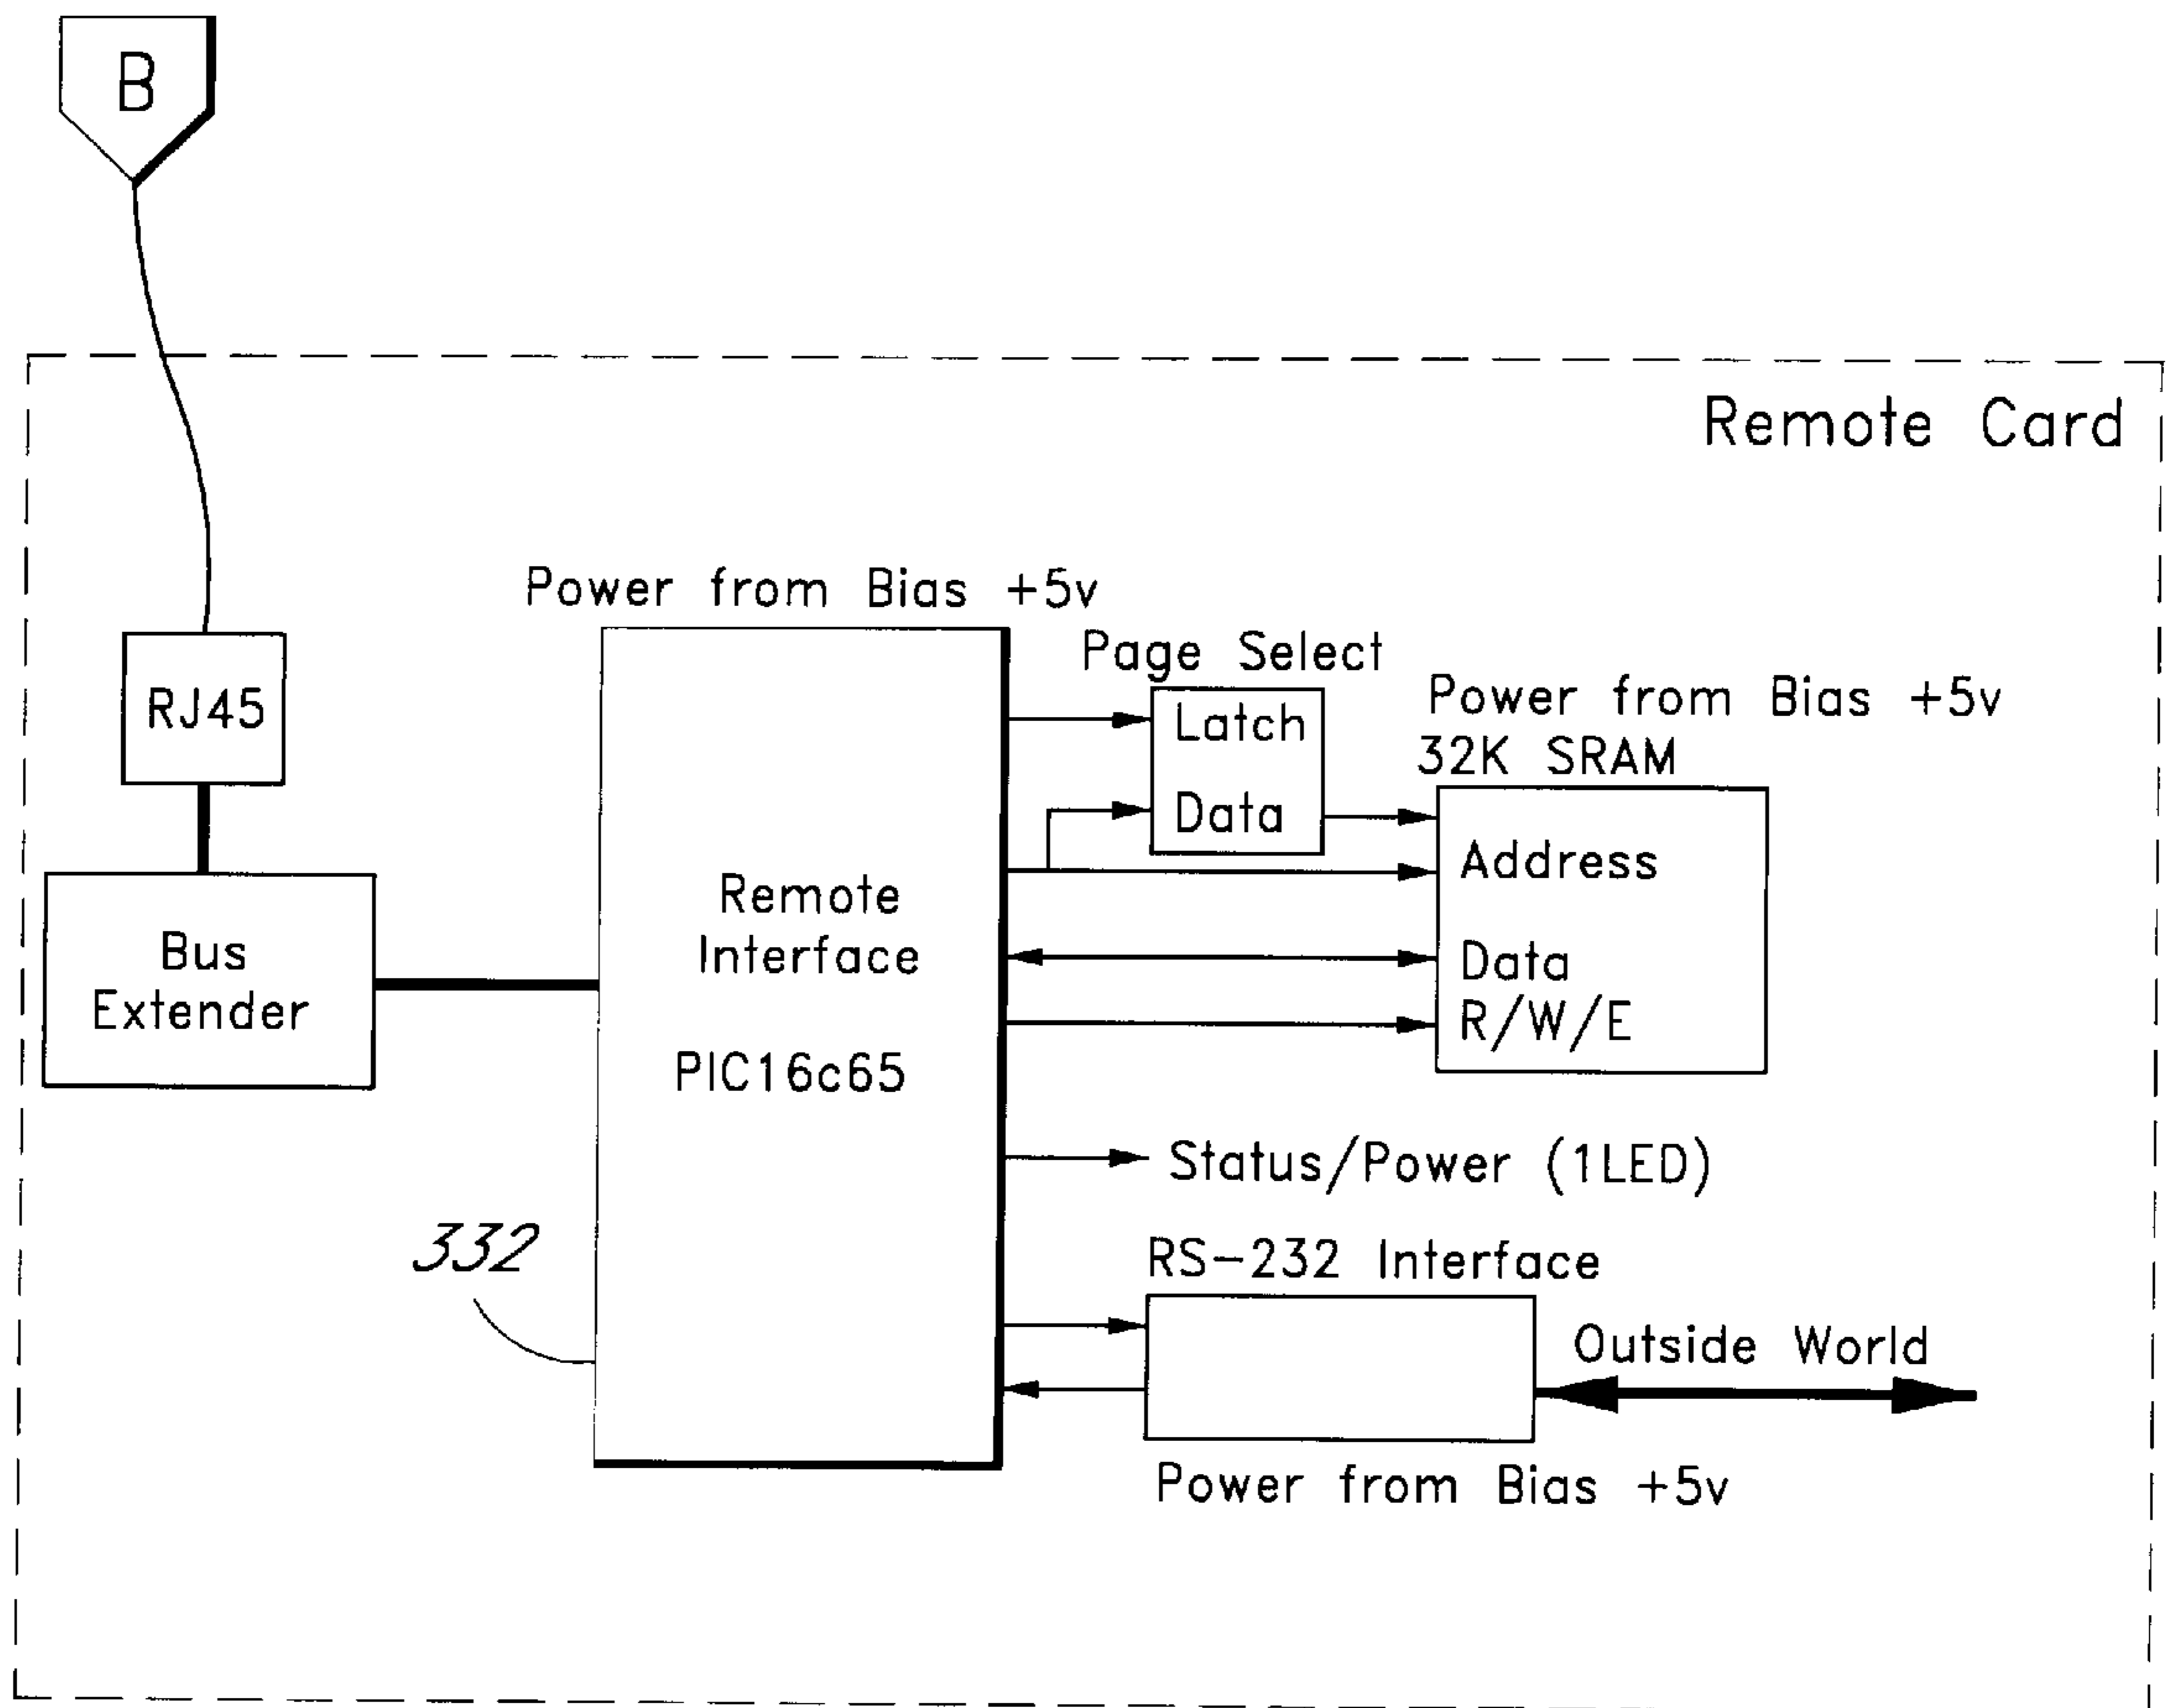 B
Remote Card
Power from Bias +5v
Page Select
RJ45
Latch
Power from Bias +5v
32K SRAM
Data
Address
Remote
Interface
PIC16c65
Bus
Extender
Data
R/W/E
Status/Power (1LED)
332
RS-232 Interface
Outside World
Power from Bias +5v